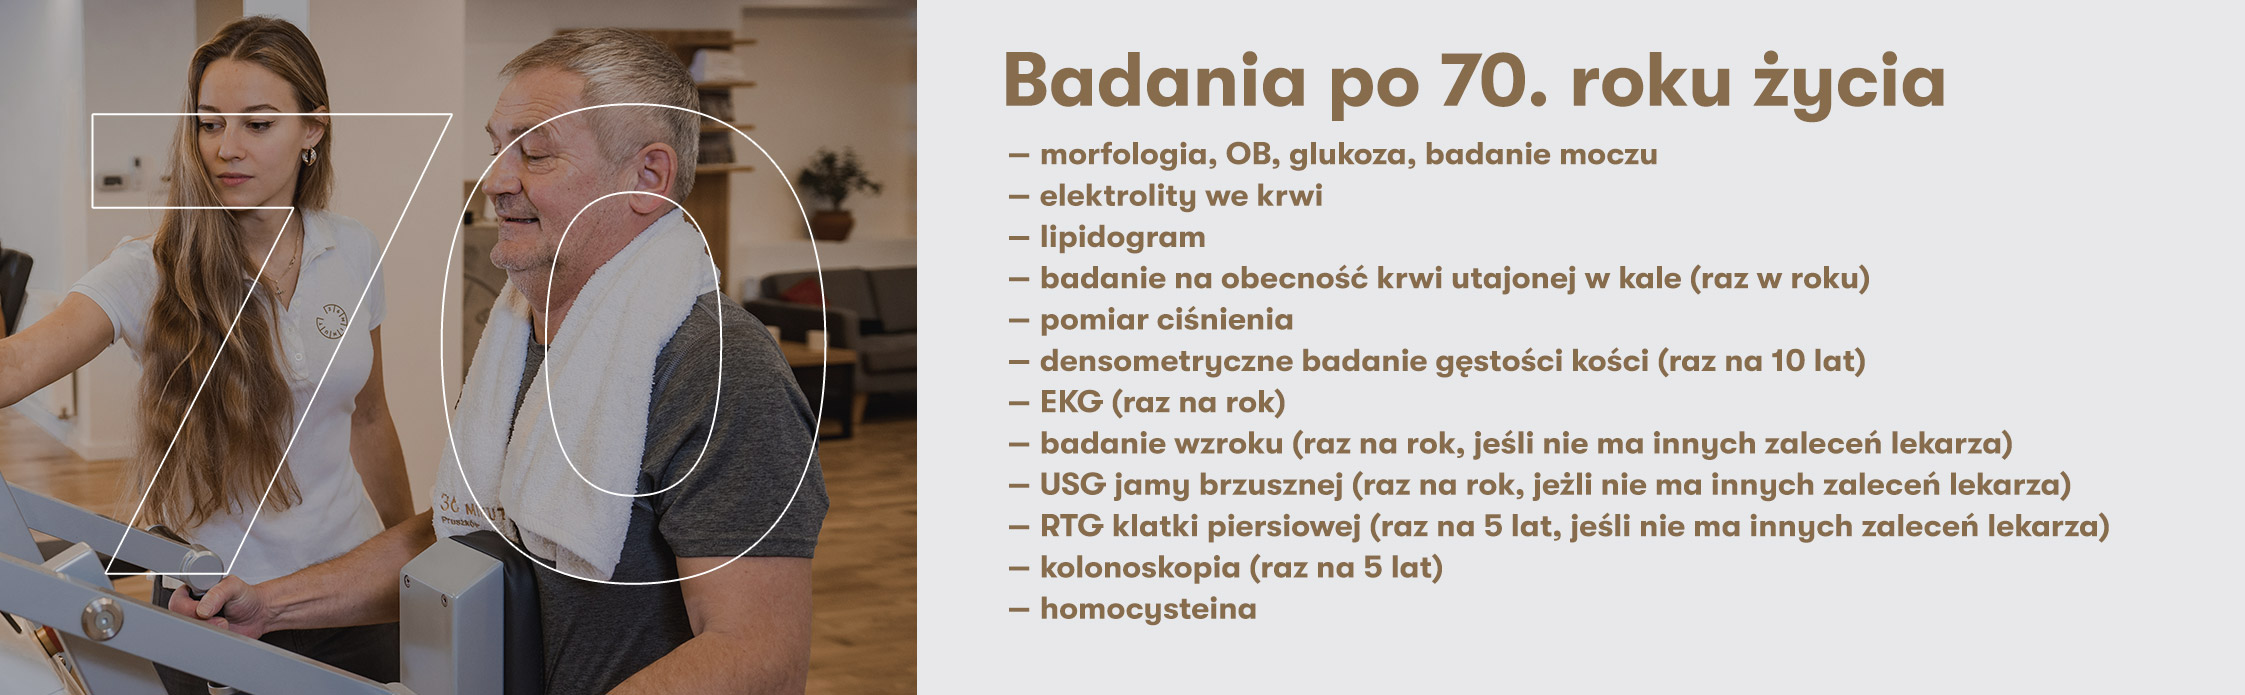 70
36 MINUT
Pruszków
Badania po 70. roku życia
– morfologia, OB, glukoza, badanie moczu
– elektrolity we krwi
– lipidogram
– badanie na obecność krwi utajonej w kale (raz w roku)
– pomiar ciśnienia
– densometryczne badanie gęstości kości (raz na 10 lat)
– EKG (raz na rok)
– badanie wzroku (raz na rok, jeśli nie ma innych zaleceń lekarza)
– USG jamy brzusznej (raz na rok, jeżli nie ma innych zaleceń lekarza)
– RTG klatki piersiowej (raz na 5 lat, jeśli nie ma innych zaleceń lekarza)
– kolonoskopia (raz na 5 lat)
– homocysteina